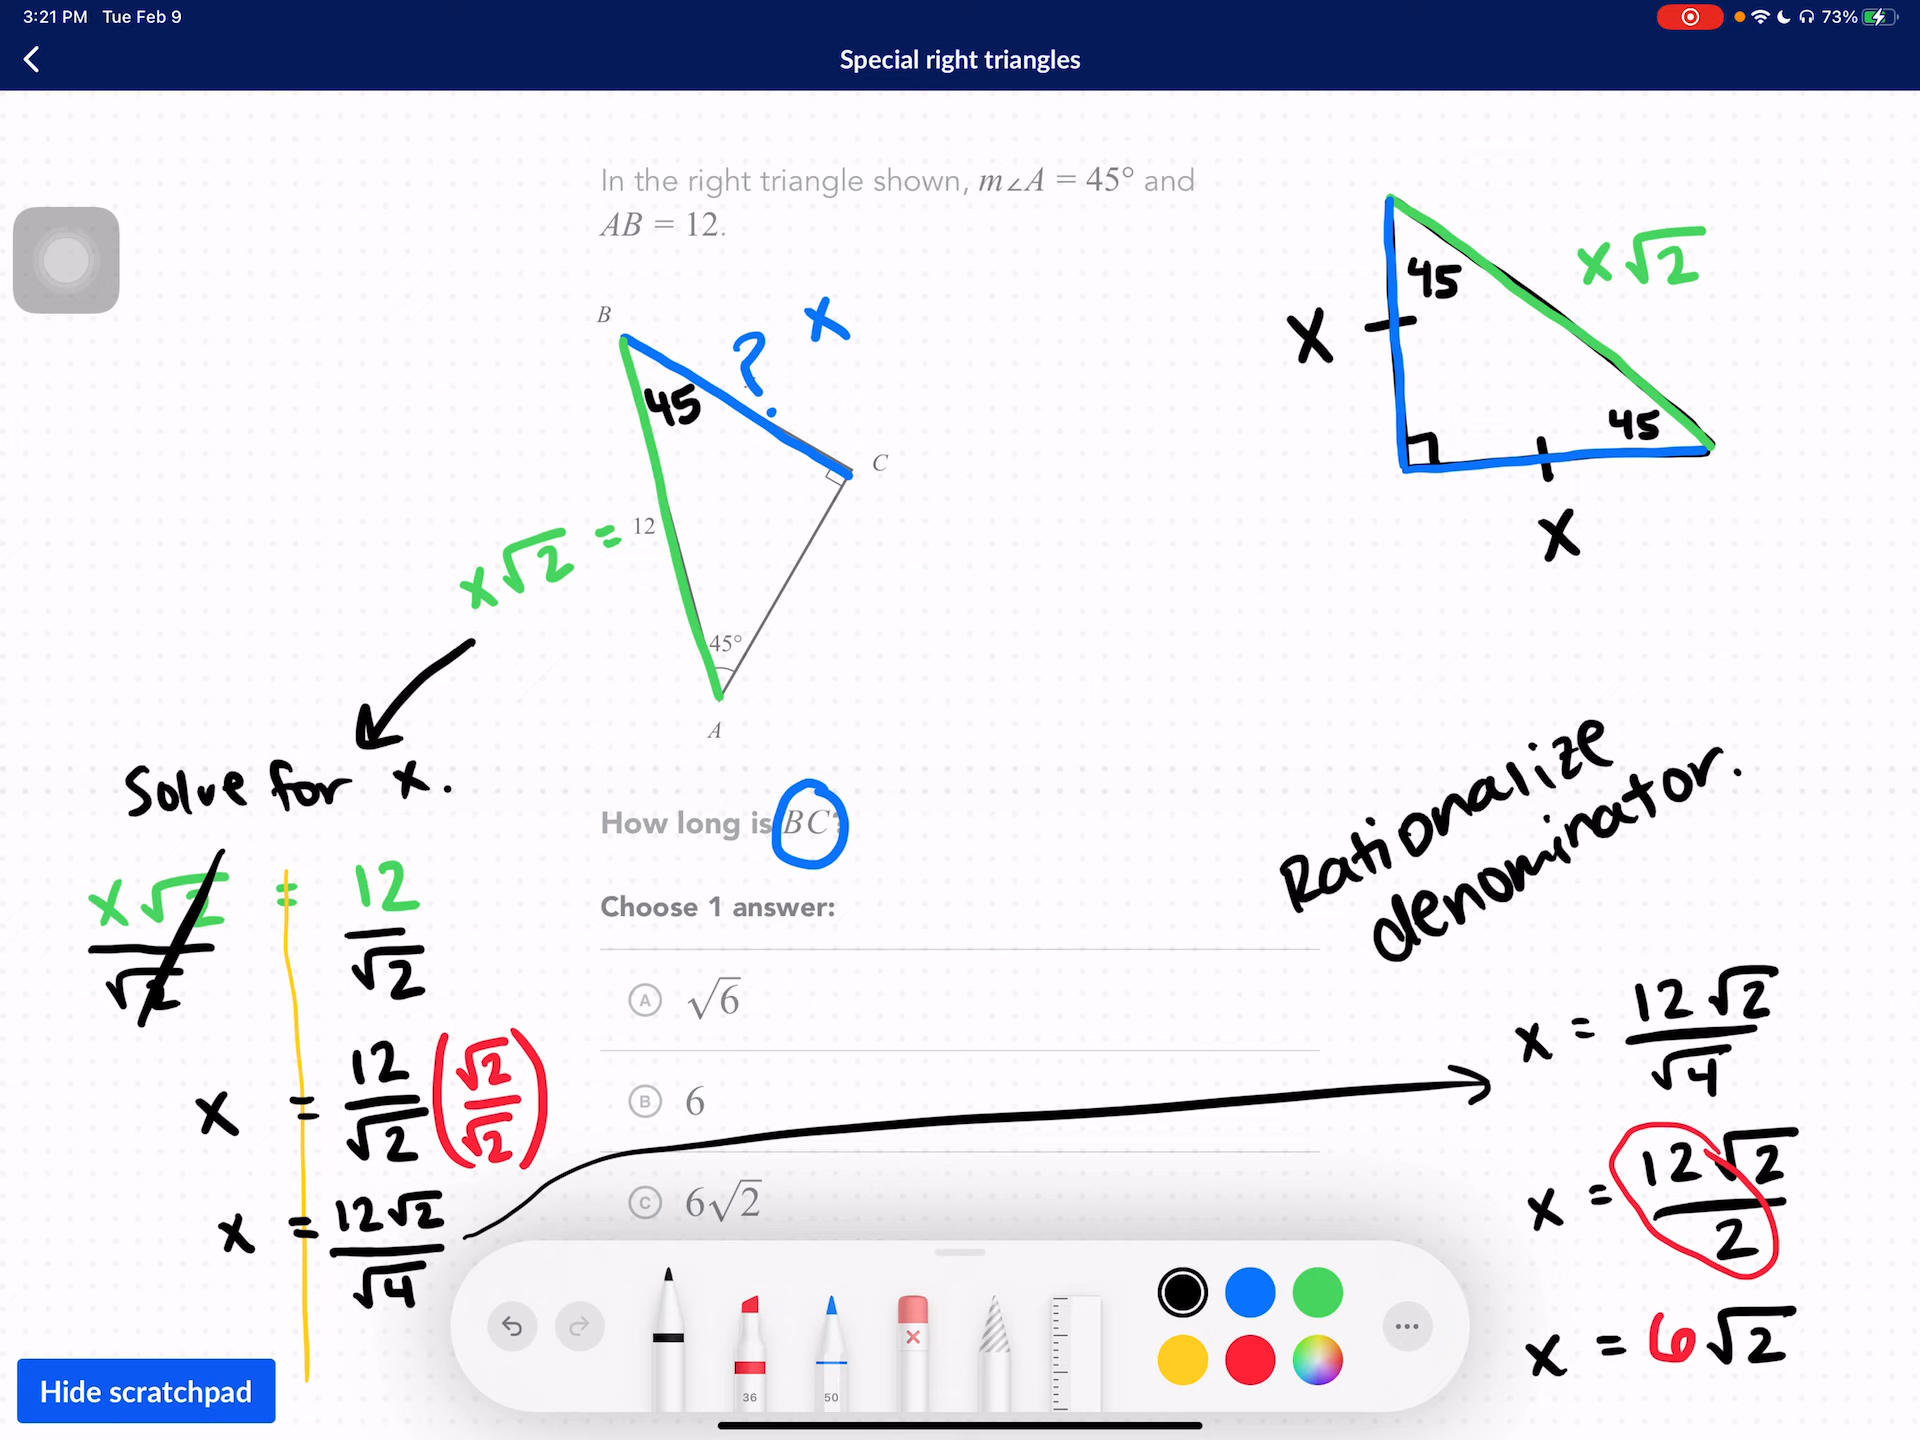 3:21 PM Tue Feb 9
73%
Special right triangles
In the right triangle shown, m∠A = 45° and
AB = 12.
B
?
x
45
C
x√2 =
12
45°
A
45
x√2
x
45
x
Solve for x.
How long is BC?
Choose 1 answer:
A √6
B 6
C 6√2
x√2 / √2 = 12 / √2
x = 12 / √2 (√2 / √2)
x = 12√2 / √4
Rationalize
denominator.
x = 12√2 / √4
x = 12√2 / 2
x = 6√2
36
50
Hide scratchpad